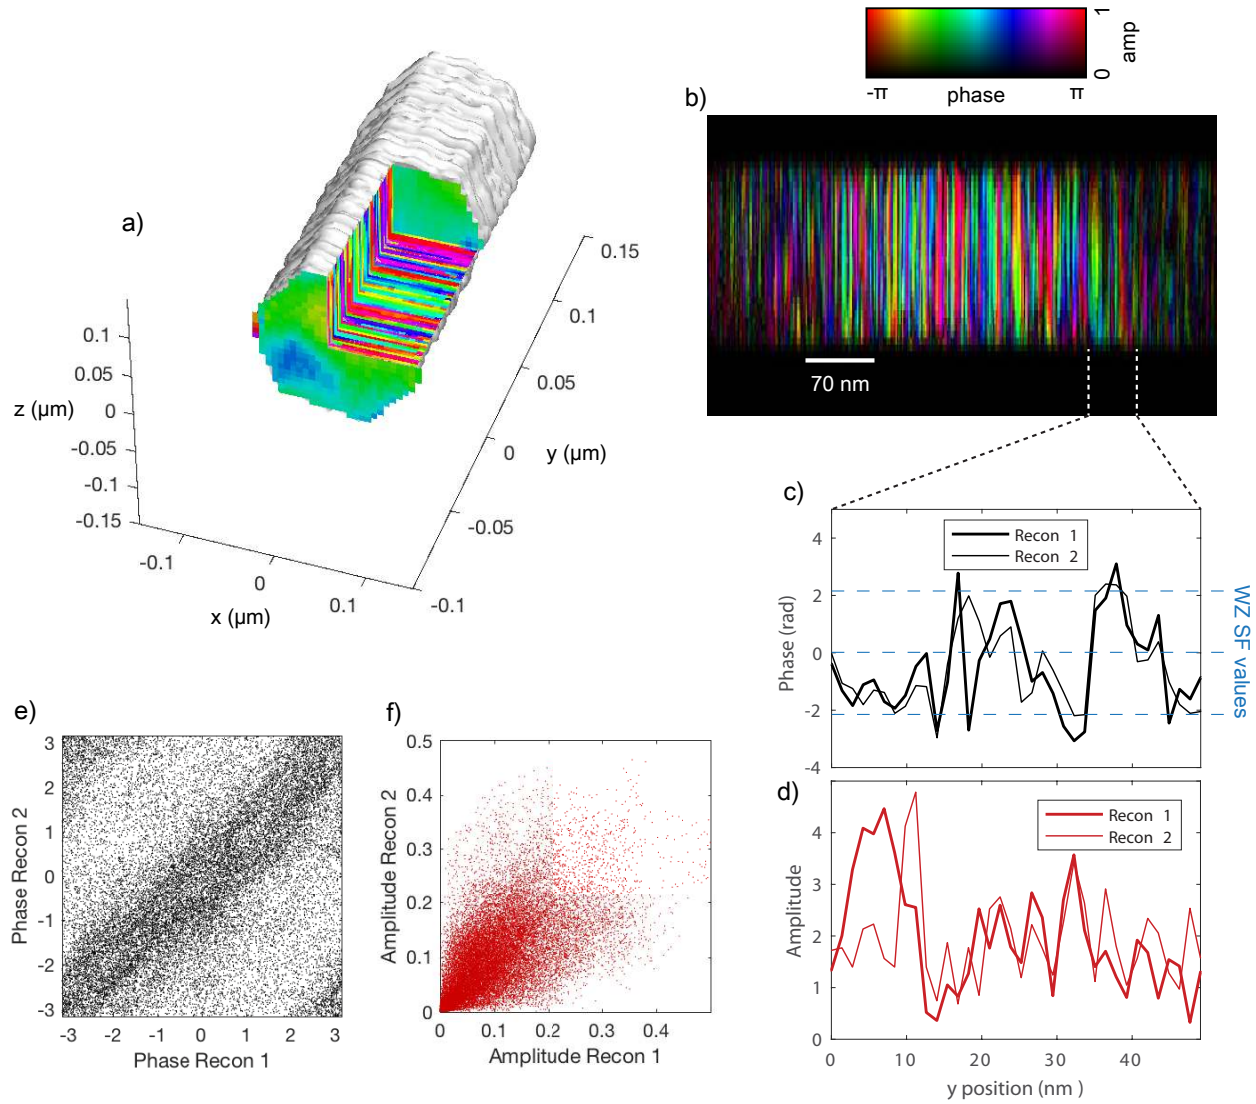 1
amp
0
-π
phase
π
b)
a)
70 nm
0.15
0.1
0.05
0
-0.05
-0.1
y (µm)
0.1
0.05
0
-0.05
-0.1
-0.15
z (µm)
-0.1
0
0.1
x (µm)
c)
4
2
0
-2
-4
Phase (rad)
Recon 1
Recon 2
WZ SF values
d)
5
4
3
2
1
0
Amplitude
Recon 1
Recon 2
0
10
20
30
40
y position (nm )
e)
3
2
1
0
-1
-2
-3
Phase Recon 2
-3
-2
-1
0
1
2
3
Phase Recon 1
f)
0.5
0.4
0.3
0.2
0.1
0
Amplitude Recon 2
0
0.1
0.2
0.3
0.4
Amplitude Recon 1